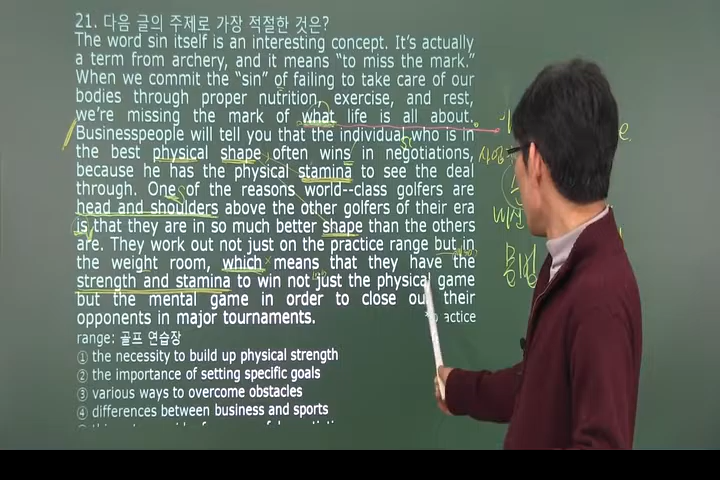 21. 다음 글의 주제로 가장 적절한 것은?
The word sin itself is an interesting concept. It's actually
a term from archery, and it means "to miss the mark."
When we commit the "sin" of failing to take care of our
bodies through proper nutrition, exercise, and rest,
we're missing the mark of what life is all about.
Businesspeople will tell you that the individual who is in
the best physical shape often wins in negotiations,
because he has the physical stamina to see the deal
through. One of the reasons world--class golfers are
head and shoulders above the other golfers of their era
is that they are in so much better shape than the others
are. They work out not just on the practice range but in
the weight room, which means that they have the
strength and stamina to win not just the physical game
but the mental game in order to close out their
opponents in major tournaments.
actice
range: 골프 연습장
① the necessity to build up physical strength
② the importance of setting specific goals
③ various ways to overcome obstacles
④ differences between business and sports